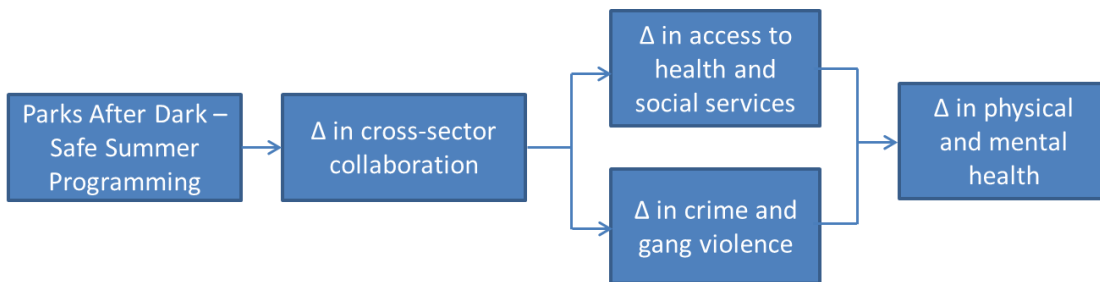 Parks After Dark –
Safe Summer
Programming
Δ in cross-sector
collaboration
Δ in access to
health and
social services
Δ in crime and
gang violence
Δ in physical
and mental
health